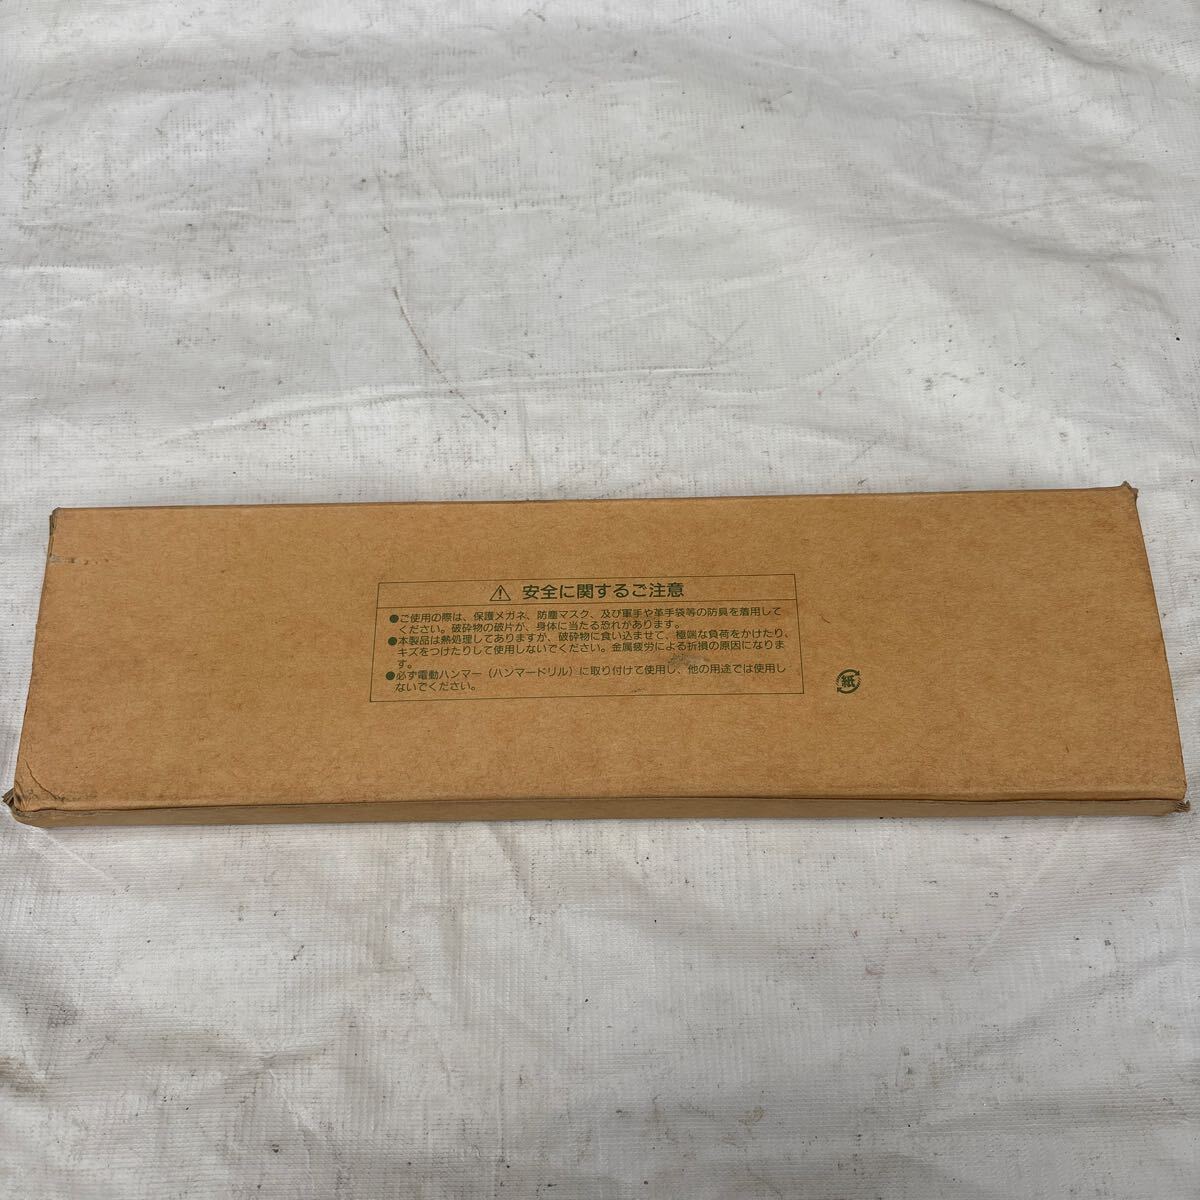 安全に関するご注意
●ご使用の際は、保護メガネ、防塵マスク、及び軍手や革手袋等の防具を着用して
ください。破砕物の破片が、身体に当たる恐れがあります。
●本製品は熱処理してありますが、破砕物に食い込ませて、極端な負荷をかけたり、
キズをつけたりして使用しないでください。金属疲労による折損の原因になりま
す。
●必ず電動ハンマー（ハンマードリル）に取り付けて使用し、他の用途では使用し
ないでください。
紙